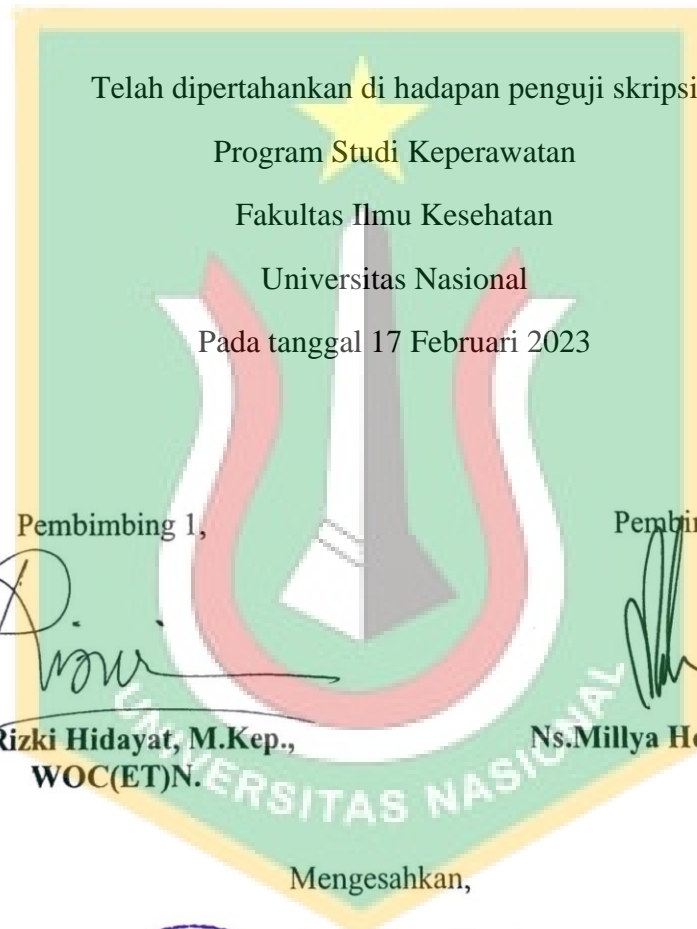 Telah dipertahankan di hadapan penguji skripsi
Program Studi Keperawatan
Fakultas Ilmu Kesehatan
Universitas Nasional
Pada tanggal 17 Februari 2023
Pembimbing 1,
Rizki Hidayat, M.Kep.,
WOC(ET)N.
Ns.Millya
UNIVERSITAS NASIONAL
Mengesahkan,